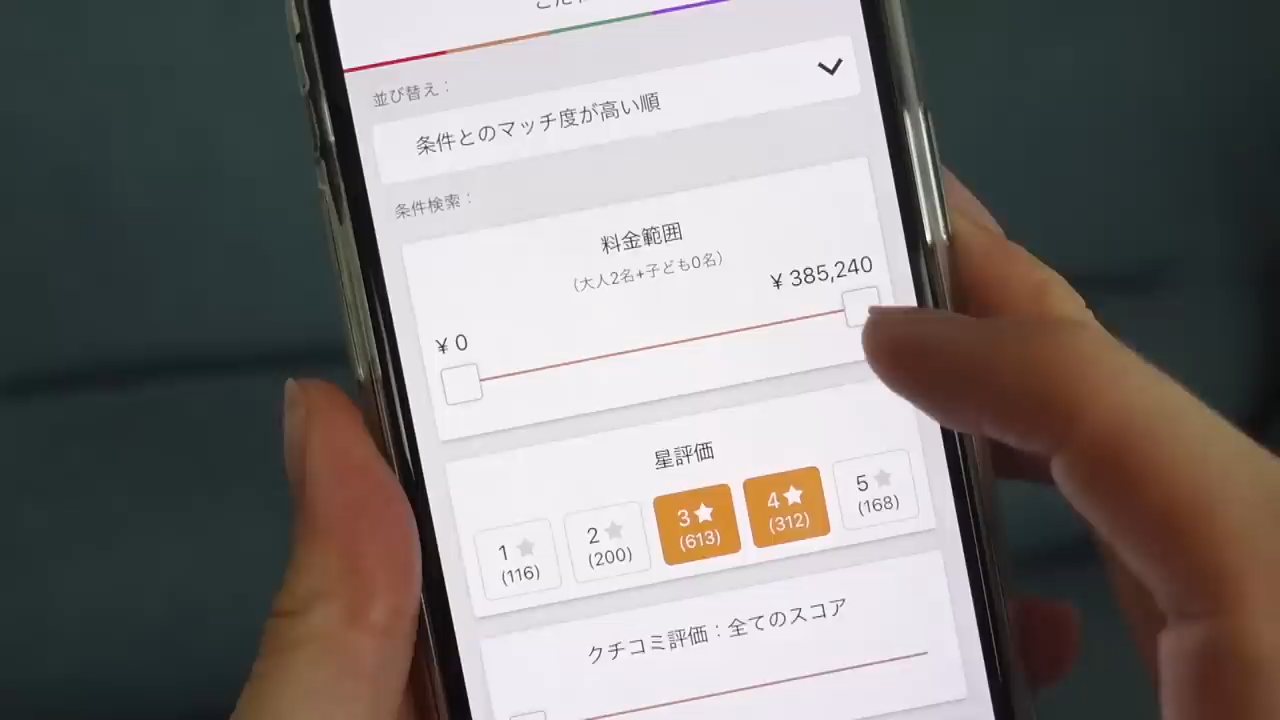 並び替え：
条件とのマッチ度が高い順
条件検索：
料金範囲
（大人2名+子ども0名）
¥ 385,240
¥ 0
星評価
1★ 2★ 3★ 4★ 5★
(116) (200) (613) (312) (168)
クチコミ評価：全てのスコア